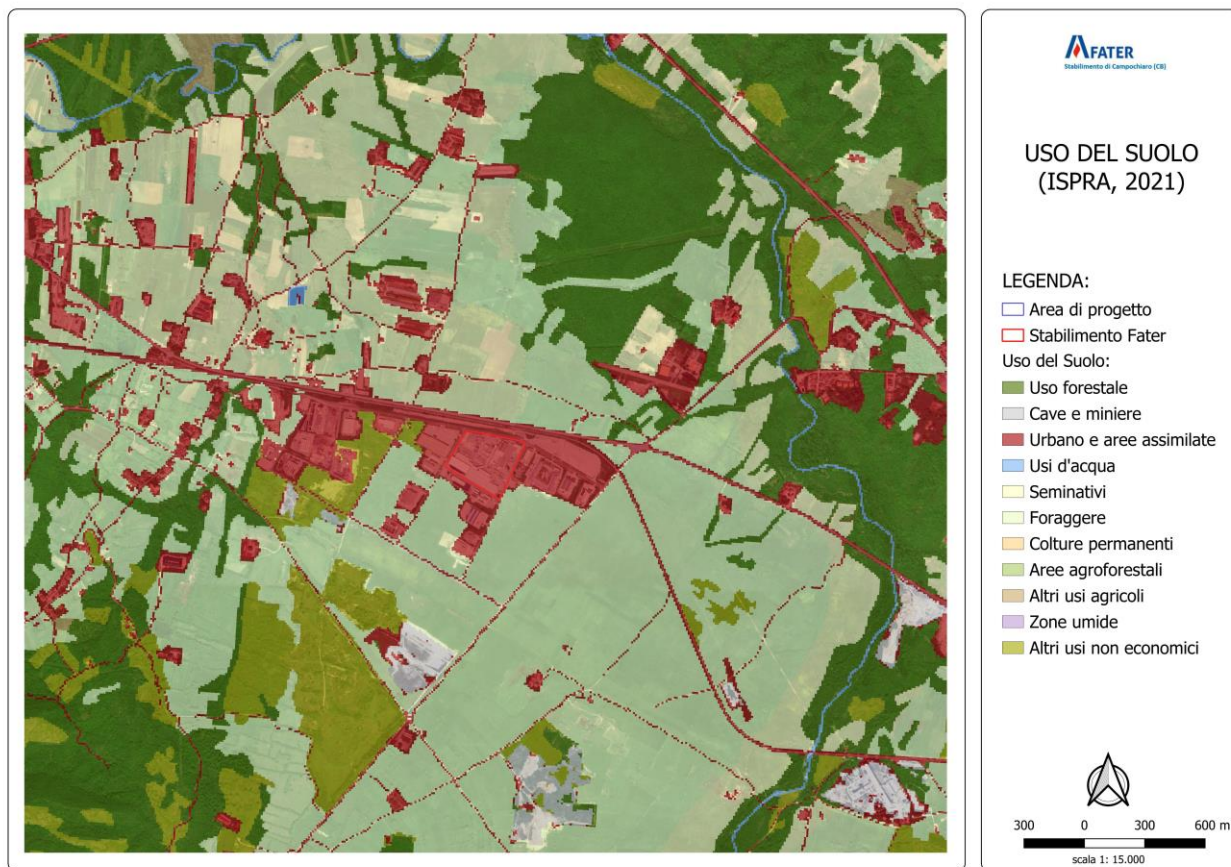 FATER
Stabilimento di Campochiaro (CB)
USO DEL SUOLO
(ISPRA, 2021)
LEGENDA:
Area di progetto
Stabilimento Fater
Uso del Suolo:
Uso forestale
Cave e miniere
Urbano e aree assimilate
Usi d'acqua
Seminativi
Foraggere
Colture permanenti
Aree agroforestali
Altri usi agricoli
Zone umide
Altri usi non economici
300 0 300 600 m
scala 1: 15.000